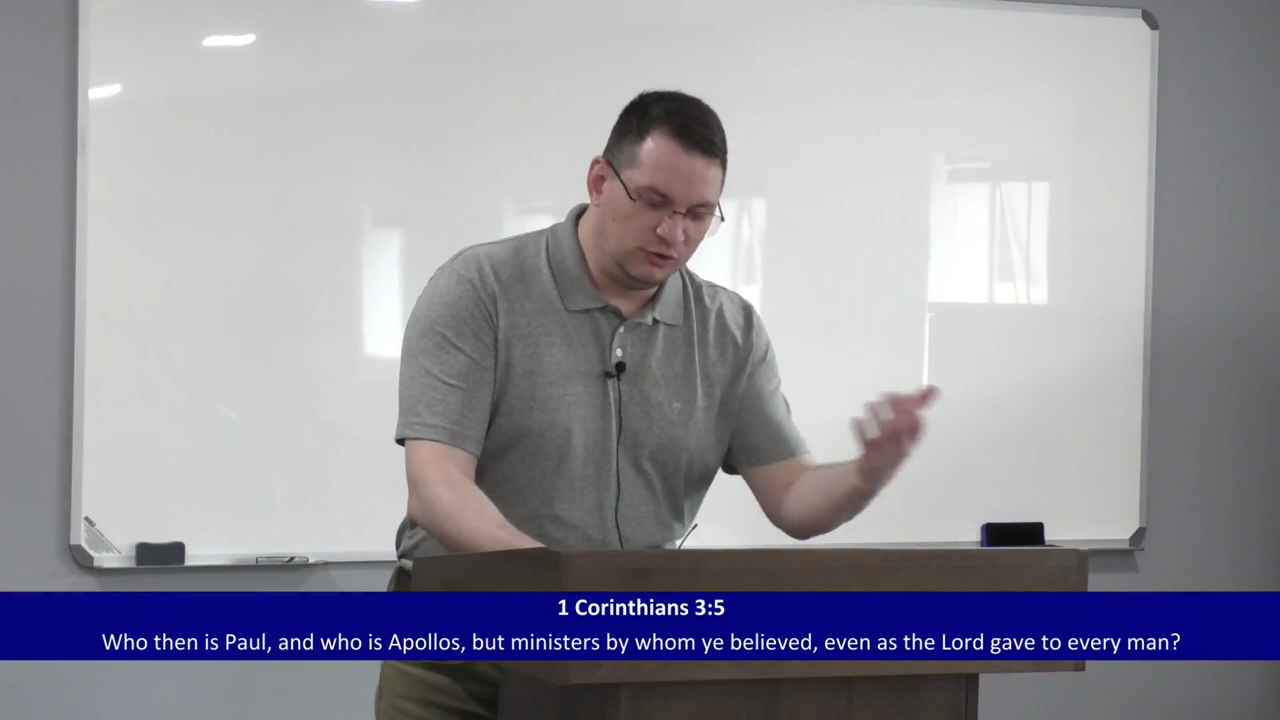 1 Corinthians 3:5
Who then is Paul, and who is Apollos, but ministers by whom ye believed, even as the Lord gave to every man?